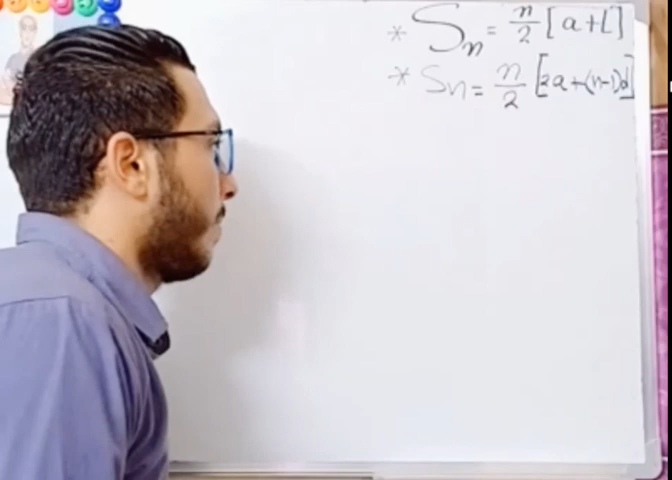 * Sn = n/2 [a+L]
* Sn = n/2 [2a+(n-1)d]